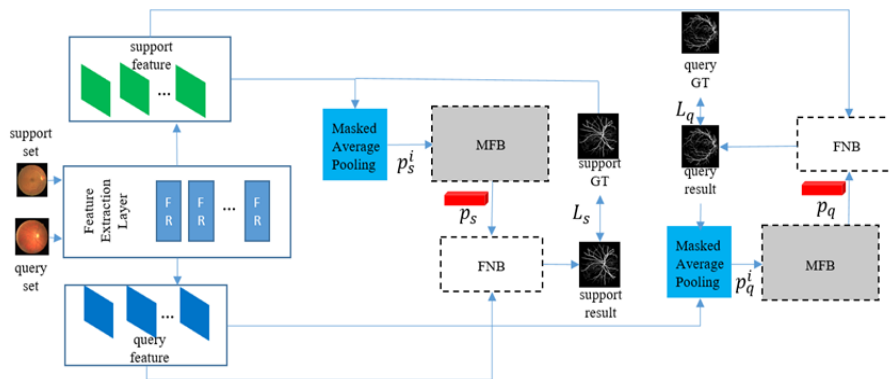 support
feature
...
support
set
query
set
Feature
Extraction
Layer
F
R
F
R
...
F
R
...
query
feature
Masked
Average
Pooling
p_s^i
MFB
p_s
FNB
support
GT
L_s
support
result
query
GT
L_q
query
result
Masked
Average
Pooling
p_q^i
MFB
p_q
FNB